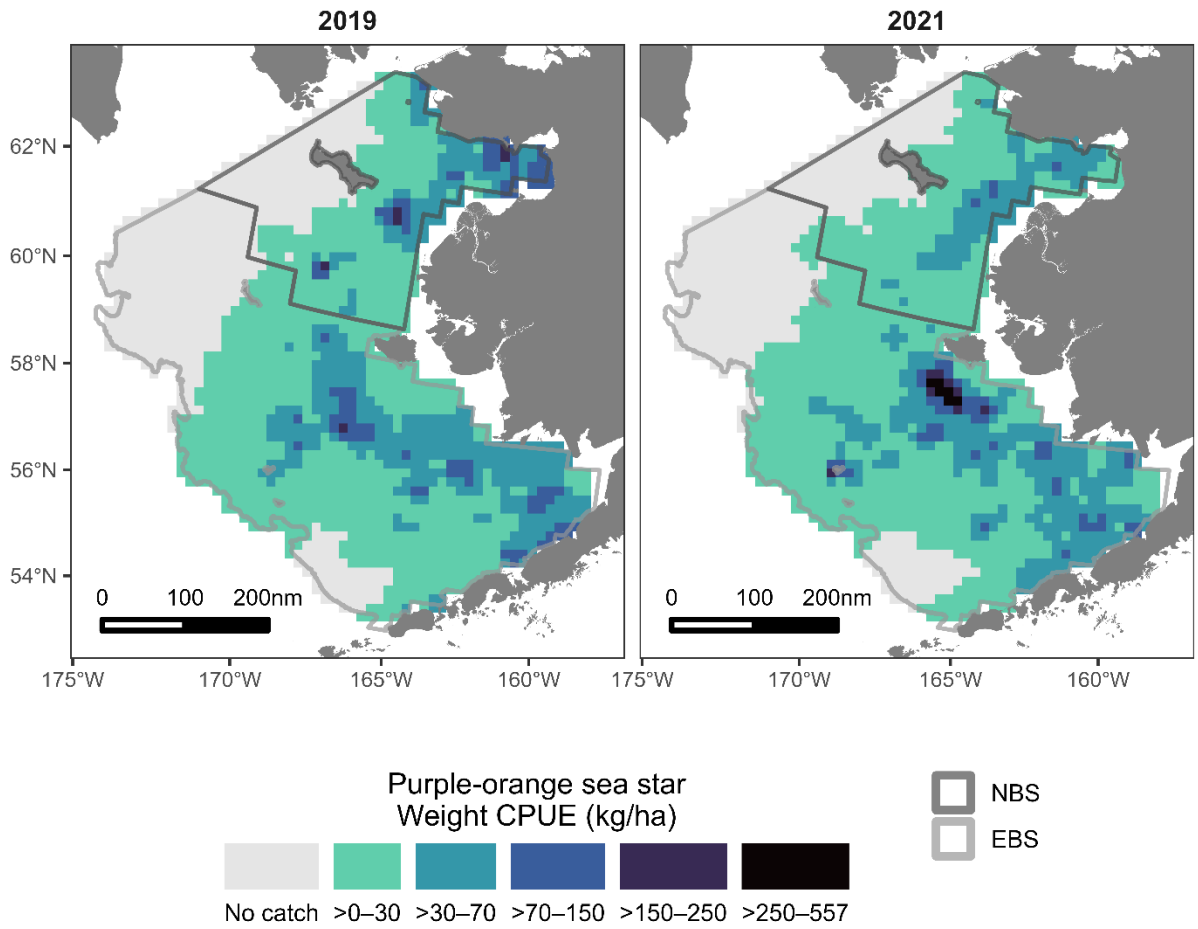 2019
2021
62°N
60°N
58°N
56°N
54°N
0 100 200nm
0 100 200nm
175°W 170°W 165°W 160°W
175°W 170°W 165°W 160°W
Purple-orange sea star
Weight CPUE (kg/ha)
No catch >0–30 >30–70 >70–150 >150–250 >250–557
NBS
EBS